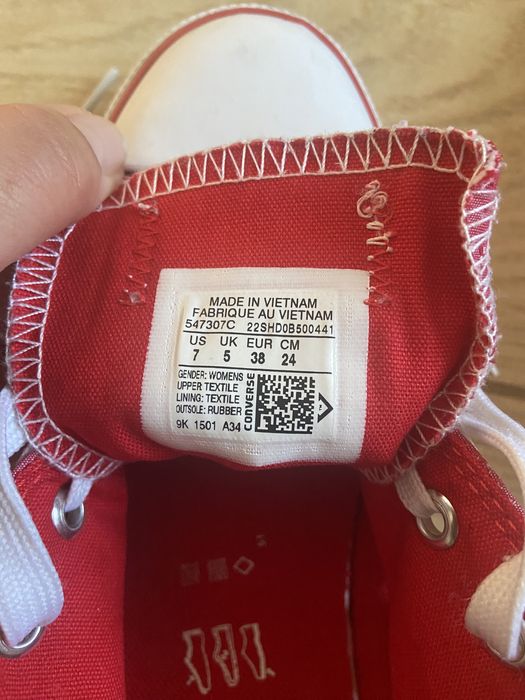 MADE IN VIETNAM
FABRIQUE AU VIETNAM
547307C 22SHD0B500441
US UK EUR CM
7 5 38 24
GENDER: WOMENS
UPPER TEXTILE
LINING: TEXTILE
OUTSOLE: RUBBER
9K 1501 A34
CONVERSE